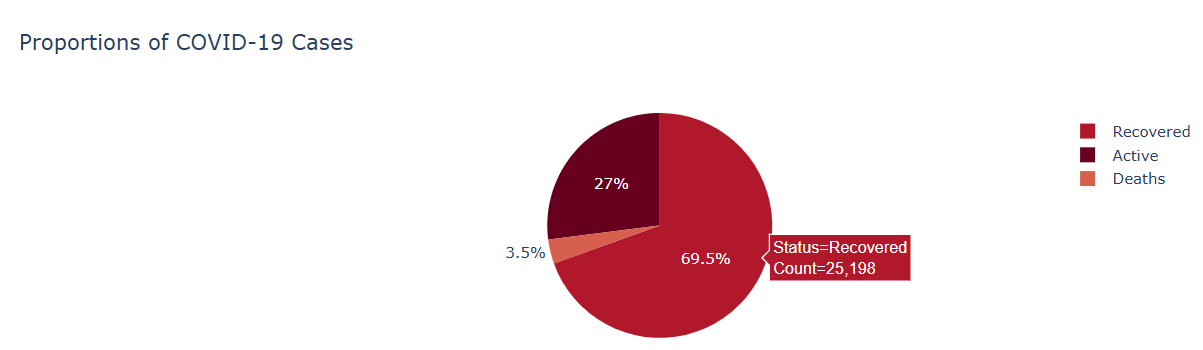 Proportions of COVID-19 Cases
Recovered
Active
Deaths
27%
3.5%
69.5%
Status=Recovered
Count=25,198